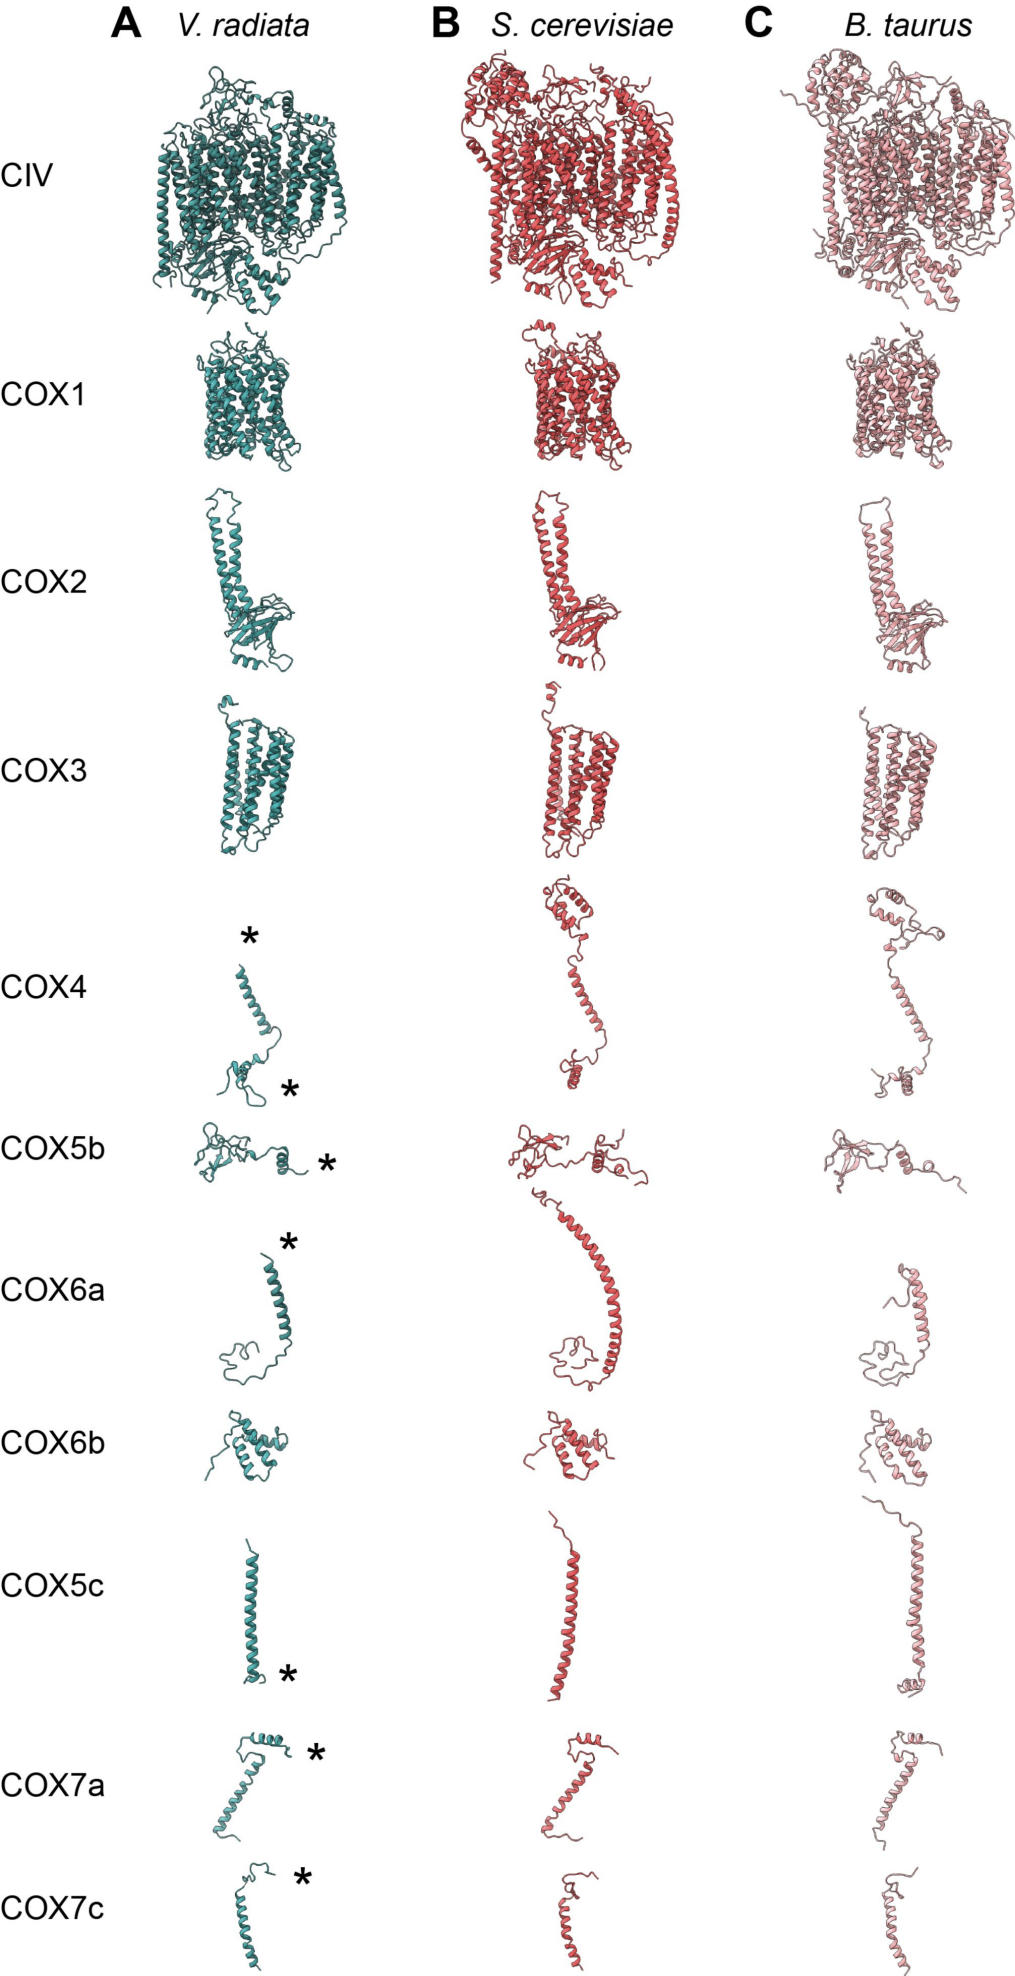 A V. radiata B S. cerevisiae C B. taurus
CIV
COX1
COX2
COX3
*
COX4
*
COX5b
*
*
COX6a
COX6b
COX5c
*
*
COX7a
*
COX7c